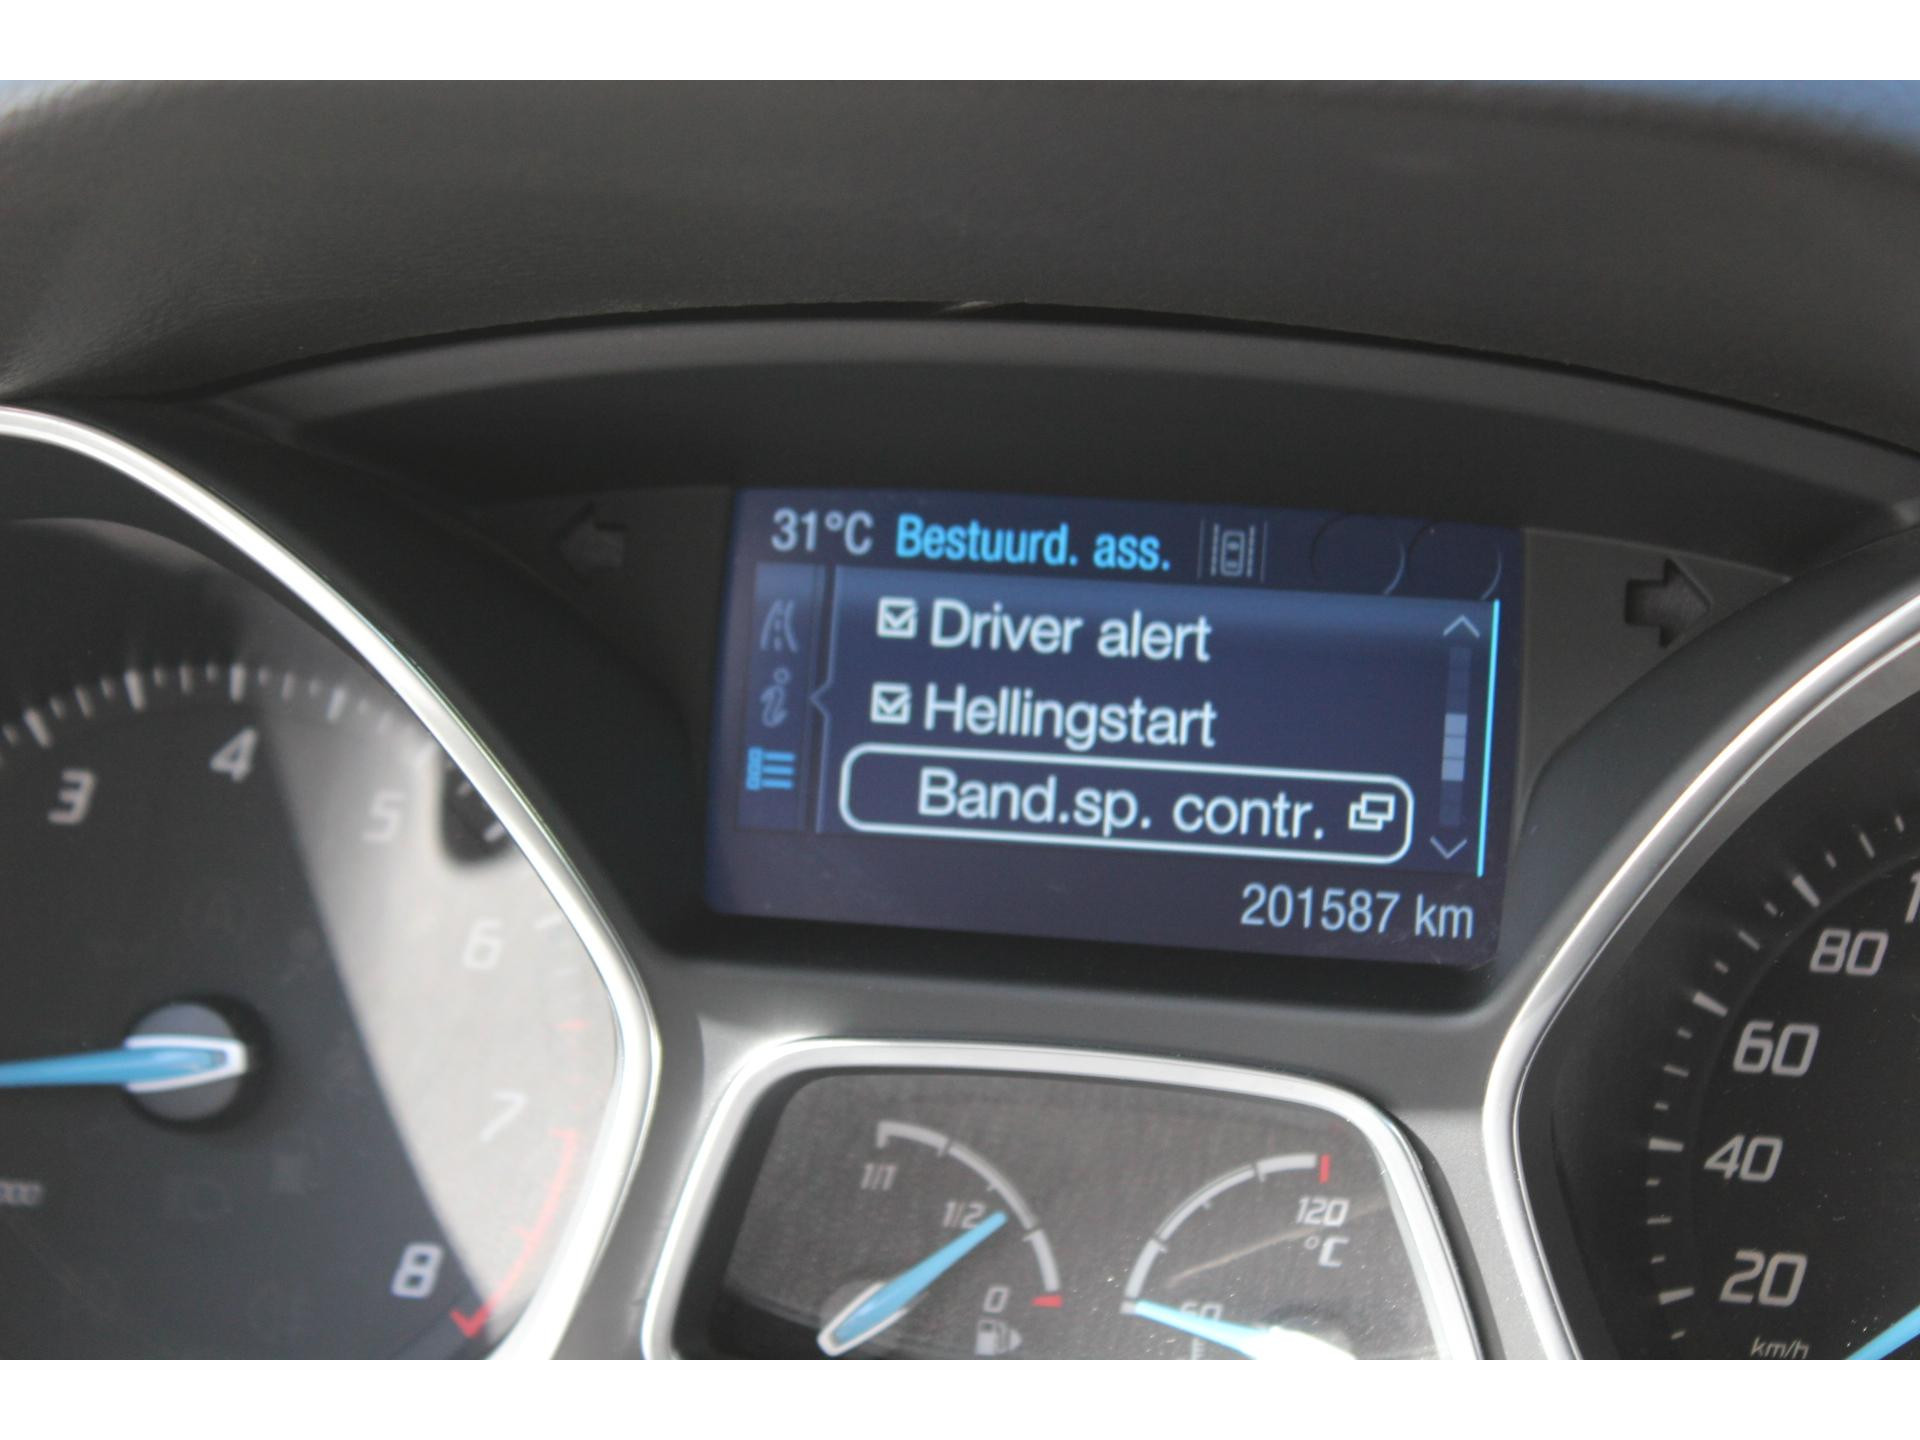 31°C Bestuurd. ass.
Driver alert
Hellingstart
Band.sp. contr.
201587 km
3
4
5
6
7
8
1/1
1/2
0
120
°C
60
80
60
40
20
km/h